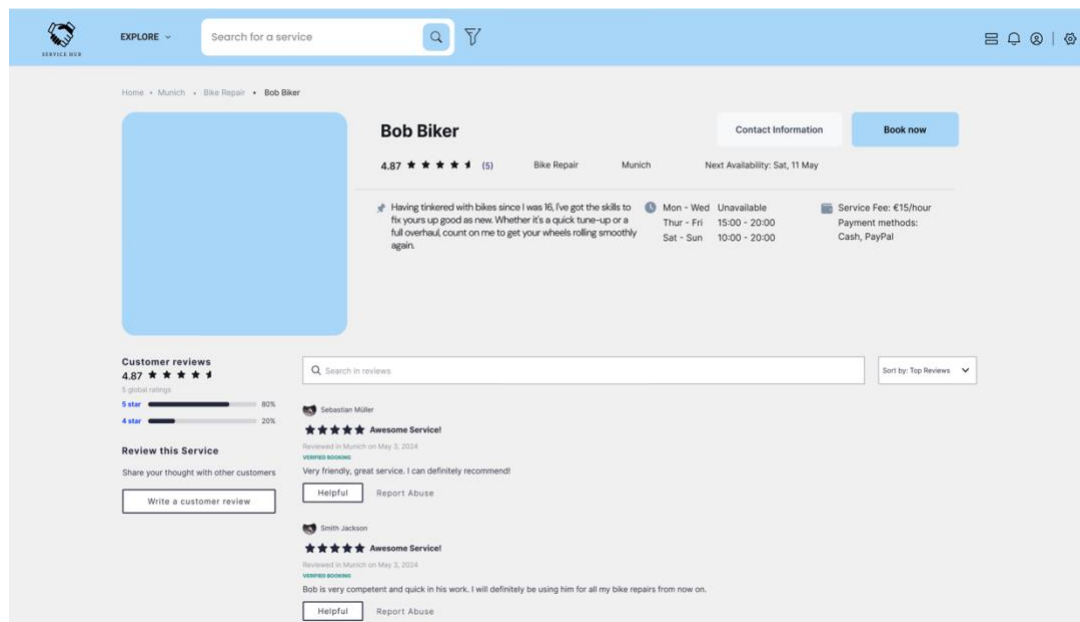 SERVICE HUB
EXPLORE
Search for a service
Home • Munich • Bike Repair • Bob Biker
Bob Biker
Contact Information
Book now
4.87 ★ ★ ★ ★ (5) Bike Repair Munich Next Availability: Sat, 11 May
Having tinkered with bikes since I was 16, I've got the skills to
fix yours up good as new. Whether it's a quick tune-up or a
full overhaul, count on me to get your wheels rolling smoothly
again.
Mon - Wed Unavailable
Thur - Fri 15:00 - 20:00
Sat - Sun 10:00 - 20:00
Service Fee: €15/hour
Payment methods:
Cash, PayPal
Customer reviews
4.87 ★ ★ ★ ★
5 global ratings
5 star 80%
4 star 20%
Review this Service
Share your thought with other customers
Write a customer review
Search in reviews
Sort by: Top Reviews
Sebastian Müller
★★★★★ Awesome Service!
Reviewed in Munich on May 3, 2024
VERIFIED BOOKING
Very friendly, great service. I can definitely recommend!
Helpful Report Abuse
Smith Jackson
★★★★★ Awesome Service!
Reviewed in Munich on May 3, 2024
VERIFIED BOOKING
Bob is very competent and quick in his work. I will definitely be using him for all my bike repairs from now on.
Helpful Report Abuse